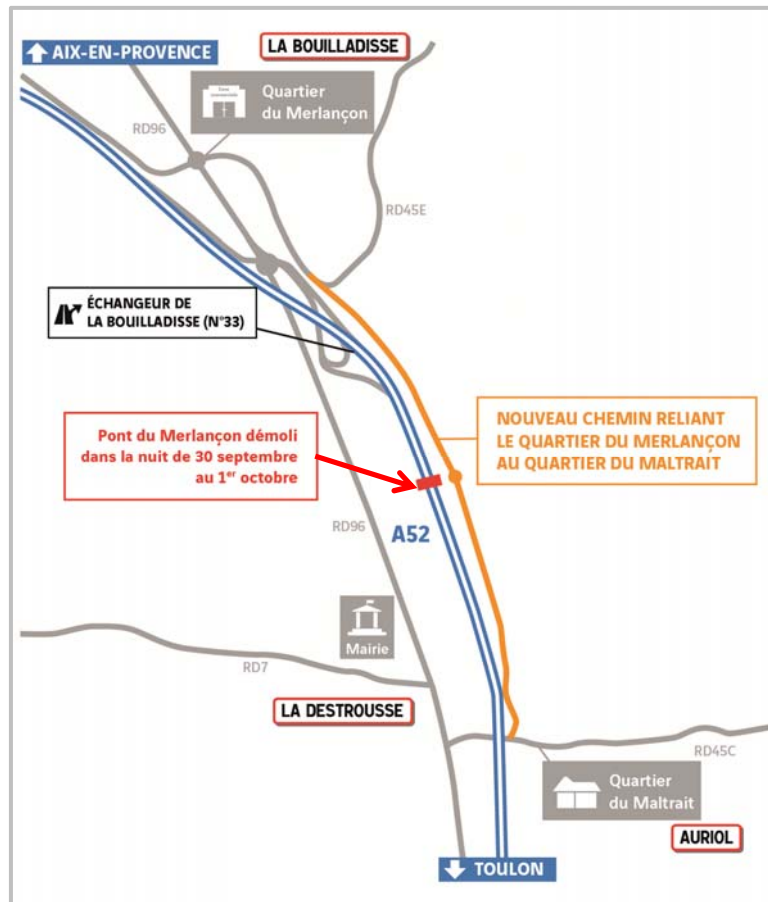 AIX-EN-PROVENCE
LA BOUILLADISSE
Zone
commerciale
Quartier
du Merlançon
RD96
RD45E
ÉCHANGEUR DE
LA BOUILLADISSE (N°33)
Pont du Merlançon démoli
dans la nuit de 30 septembre
au 1er octobre
NOUVEAU CHEMIN RELIANT
LE QUARTIER DU MERLANÇON
AU QUARTIER DU MALTRAIT
RD96
A52
Mairie
RD7
LA DESTROUSSE
RD45C
Quartier
du Maltrait
AURIOL
TOULON